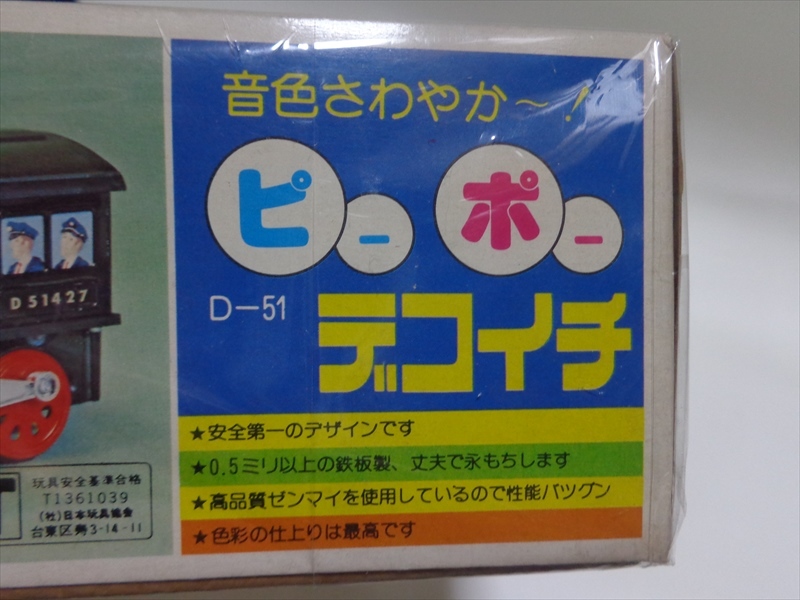 音色さわやか〜!
ピーポー
D-51
デコイチ
★安全第一のデザインです
★0.5ミリ以上の鉄板製、丈夫で永もちします
★高品質ゼンマイを使用しているので性能バツグン
★色彩の仕上りは最高です
D51427
玩具安全基準合格
T1361039
(社)日本玩具協会
台東区
3-14-11